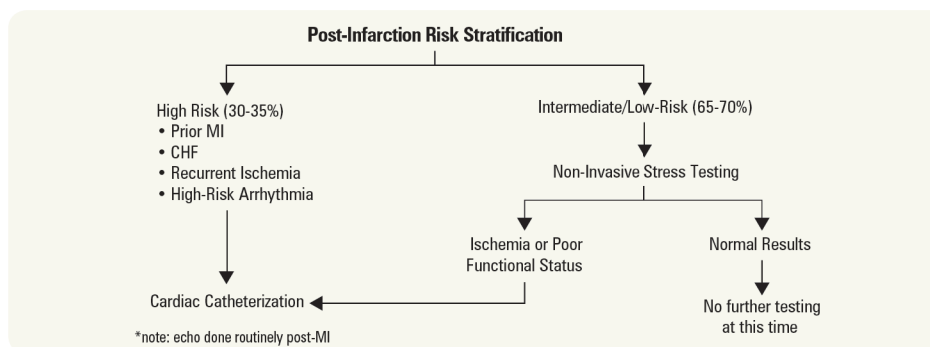 Post-Infarction Risk Stratification
High Risk (30-35%)
• Prior MI
• CHF
• Recurrent Ischemia
• High-Risk Arrhythmia
Intermediate/Low-Risk (65-70%)
Non-Invasive Stress Testing
Ischemia or Poor
Functional Status
Normal Results
Cardiac Catheterization
No further testing
at this time
*note: echo done routinely post-MI